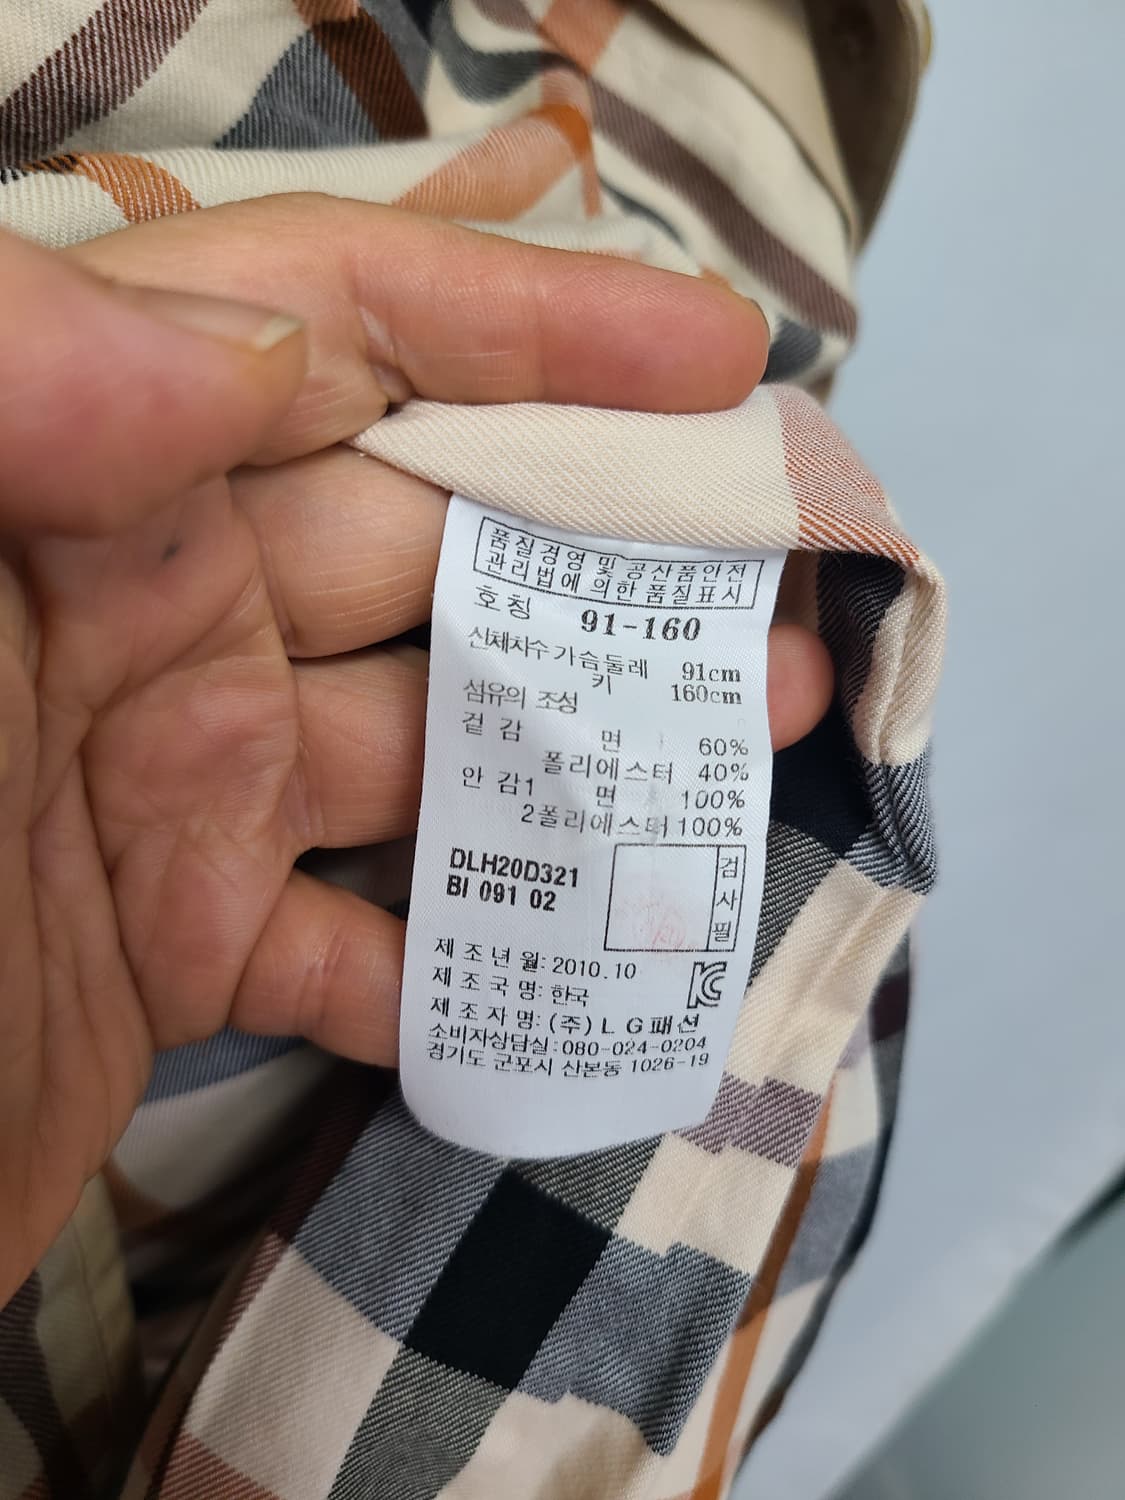 품질경영 및 공산품안전
관리법에 의한 품질표시
호칭 91-160
신체치수 가슴둘레 91cm
키 160cm
섬유의 조성
겉감 면 60%
폴리에스터 40%
안감1 면 100%
2폴리에스터 100%
DLH20D321
BI 091 02
검사필
제조년월: 2010.10
제조국명: 한국
제조자명: (주)LG패션
소비자상담실:080-024-0204
경기도 군포시 산본동 1026-19